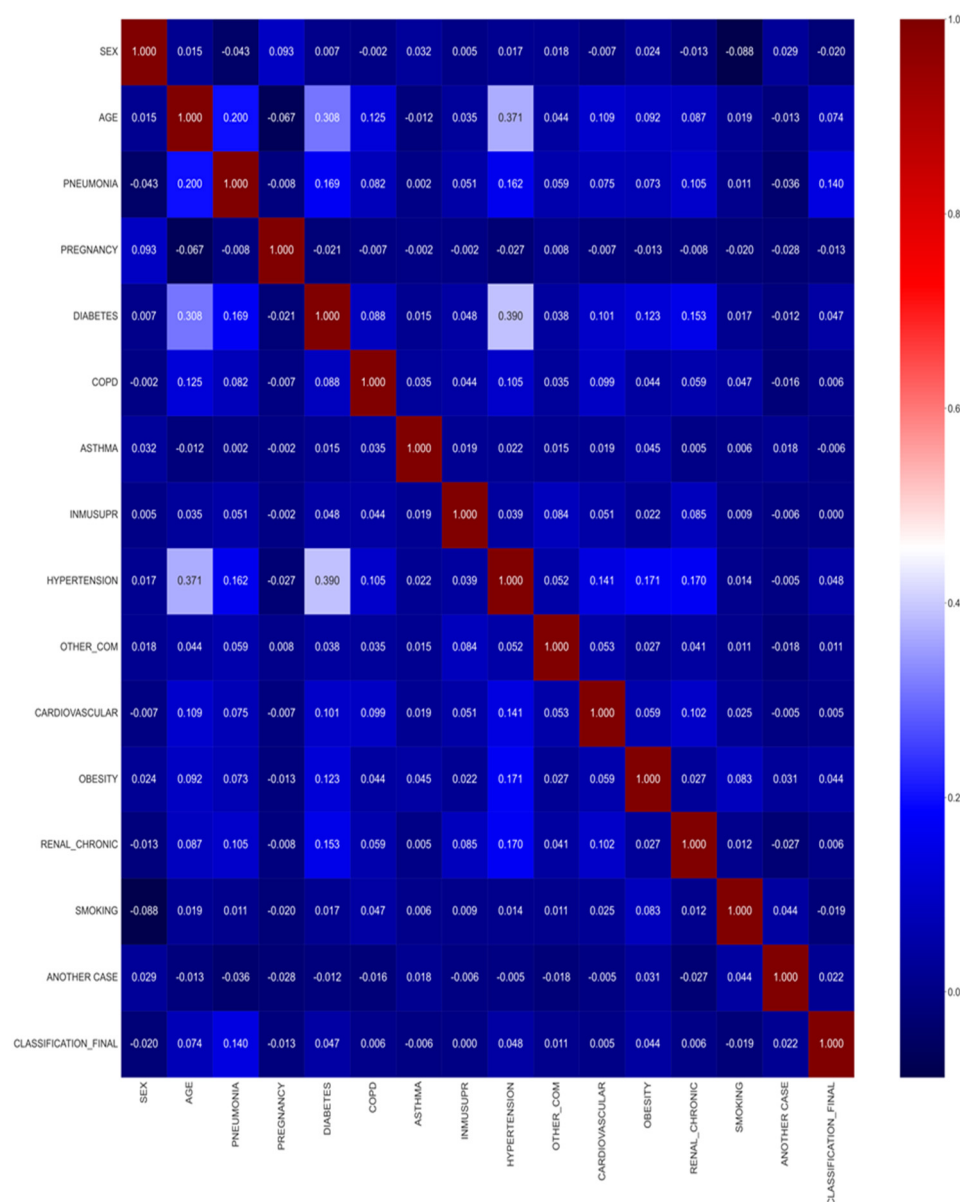 SEX 1.000 0.015 -0.043 0.093 0.007 -0.002 0.032 0.005 0.017 0.018 -0.007 0.024 -0.013 -0.088 0.029 -0.020
AGE 0.015 1.000 0.200 -0.067 0.308 0.125 -0.012 0.035 0.371 0.044 0.109 0.092 0.087 0.019 -0.013 0.074
PNEUMONIA -0.043 0.200 1.000 -0.008 0.169 0.082 0.002 0.051 0.162 0.059 0.075 0.073 0.105 0.011 -0.036 0.140
PREGNANCY 0.093 -0.067 -0.008 1.000 -0.021 -0.007 -0.002 -0.002 -0.027 0.008 -0.007 -0.013 -0.008 -0.020 -0.028 -0.013
DIABETES 0.007 0.308 0.169 -0.021 1.000 0.088 0.015 0.048 0.390 0.038 0.101 0.123 0.153 0.017 -0.012 0.047
COPD -0.002 0.125 0.082 -0.007 0.088 1.000 0.035 0.044 0.105 0.035 0.099 0.044 0.059 0.047 -0.016 0.006
ASTHMA 0.032 -0.012 0.002 -0.002 0.015 0.035 1.000 0.019 0.022 0.015 0.019 0.045 0.005 0.006 0.018 -0.006
INMUSUPR 0.005 0.035 0.051 -0.002 0.048 0.044 0.019 1.000 0.039 0.084 0.051 0.022 0.085 0.009 -0.006 0.000
HYPERTENSION 0.017 0.371 0.162 -0.027 0.390 0.105 0.022 0.039 1.000 0.052 0.141 0.171 0.170 0.014 -0.005 0.048
OTHER_COM 0.018 0.044 0.059 0.008 0.038 0.035 0.015 0.084 0.052 1.000 0.053 0.027 0.041 0.011 -0.018 0.011
CARDIOVASCULAR -0.007 0.109 0.075 -0.007 0.101 0.099 0.019 0.051 0.141 0.053 1.000 0.059 0.102 0.025 -0.005 0.005
OBESITY 0.024 0.092 0.073 -0.013 0.123 0.044 0.045 0.022 0.171 0.027 0.059 1.000 0.027 0.083 0.031 0.044
RENAL_CHRONIC -0.013 0.087 0.105 -0.008 0.153 0.059 0.005 0.085 0.170 0.041 0.102 0.027 1.000 0.012 -0.027 0.006
SMOKING -0.088 0.019 0.011 -0.020 0.017 0.047 0.006 0.009 0.014 0.011 0.025 0.083 0.012 1.000 0.044 -0.019
ANOTHER CASE 0.029 -0.013 -0.036 -0.028 -0.012 -0.016 0.018 -0.006 -0.005 -0.018 -0.005 0.031 -0.027 0.044 1.000 0.022
CLASSIFICATION_FINAL -0.020 0.074 0.140 -0.013 0.047 0.006 -0.006 0.000 0.048 0.011 0.005 0.044 0.006 -0.019 0.022 1.000
SEX
AGE
PNEUMONIA
PREGNANCY
DIABETES
COPD
ASTHMA
INMUSUPR
HYPERTENSION
OTHER_COM
CARDIOVASCULAR
OBESITY
RENAL_CHRONIC
SMOKING
ANOTHER CASE
CLASSIFICATION_FINAL
1.0
0.8
0.6
0.4
0.2
0.0